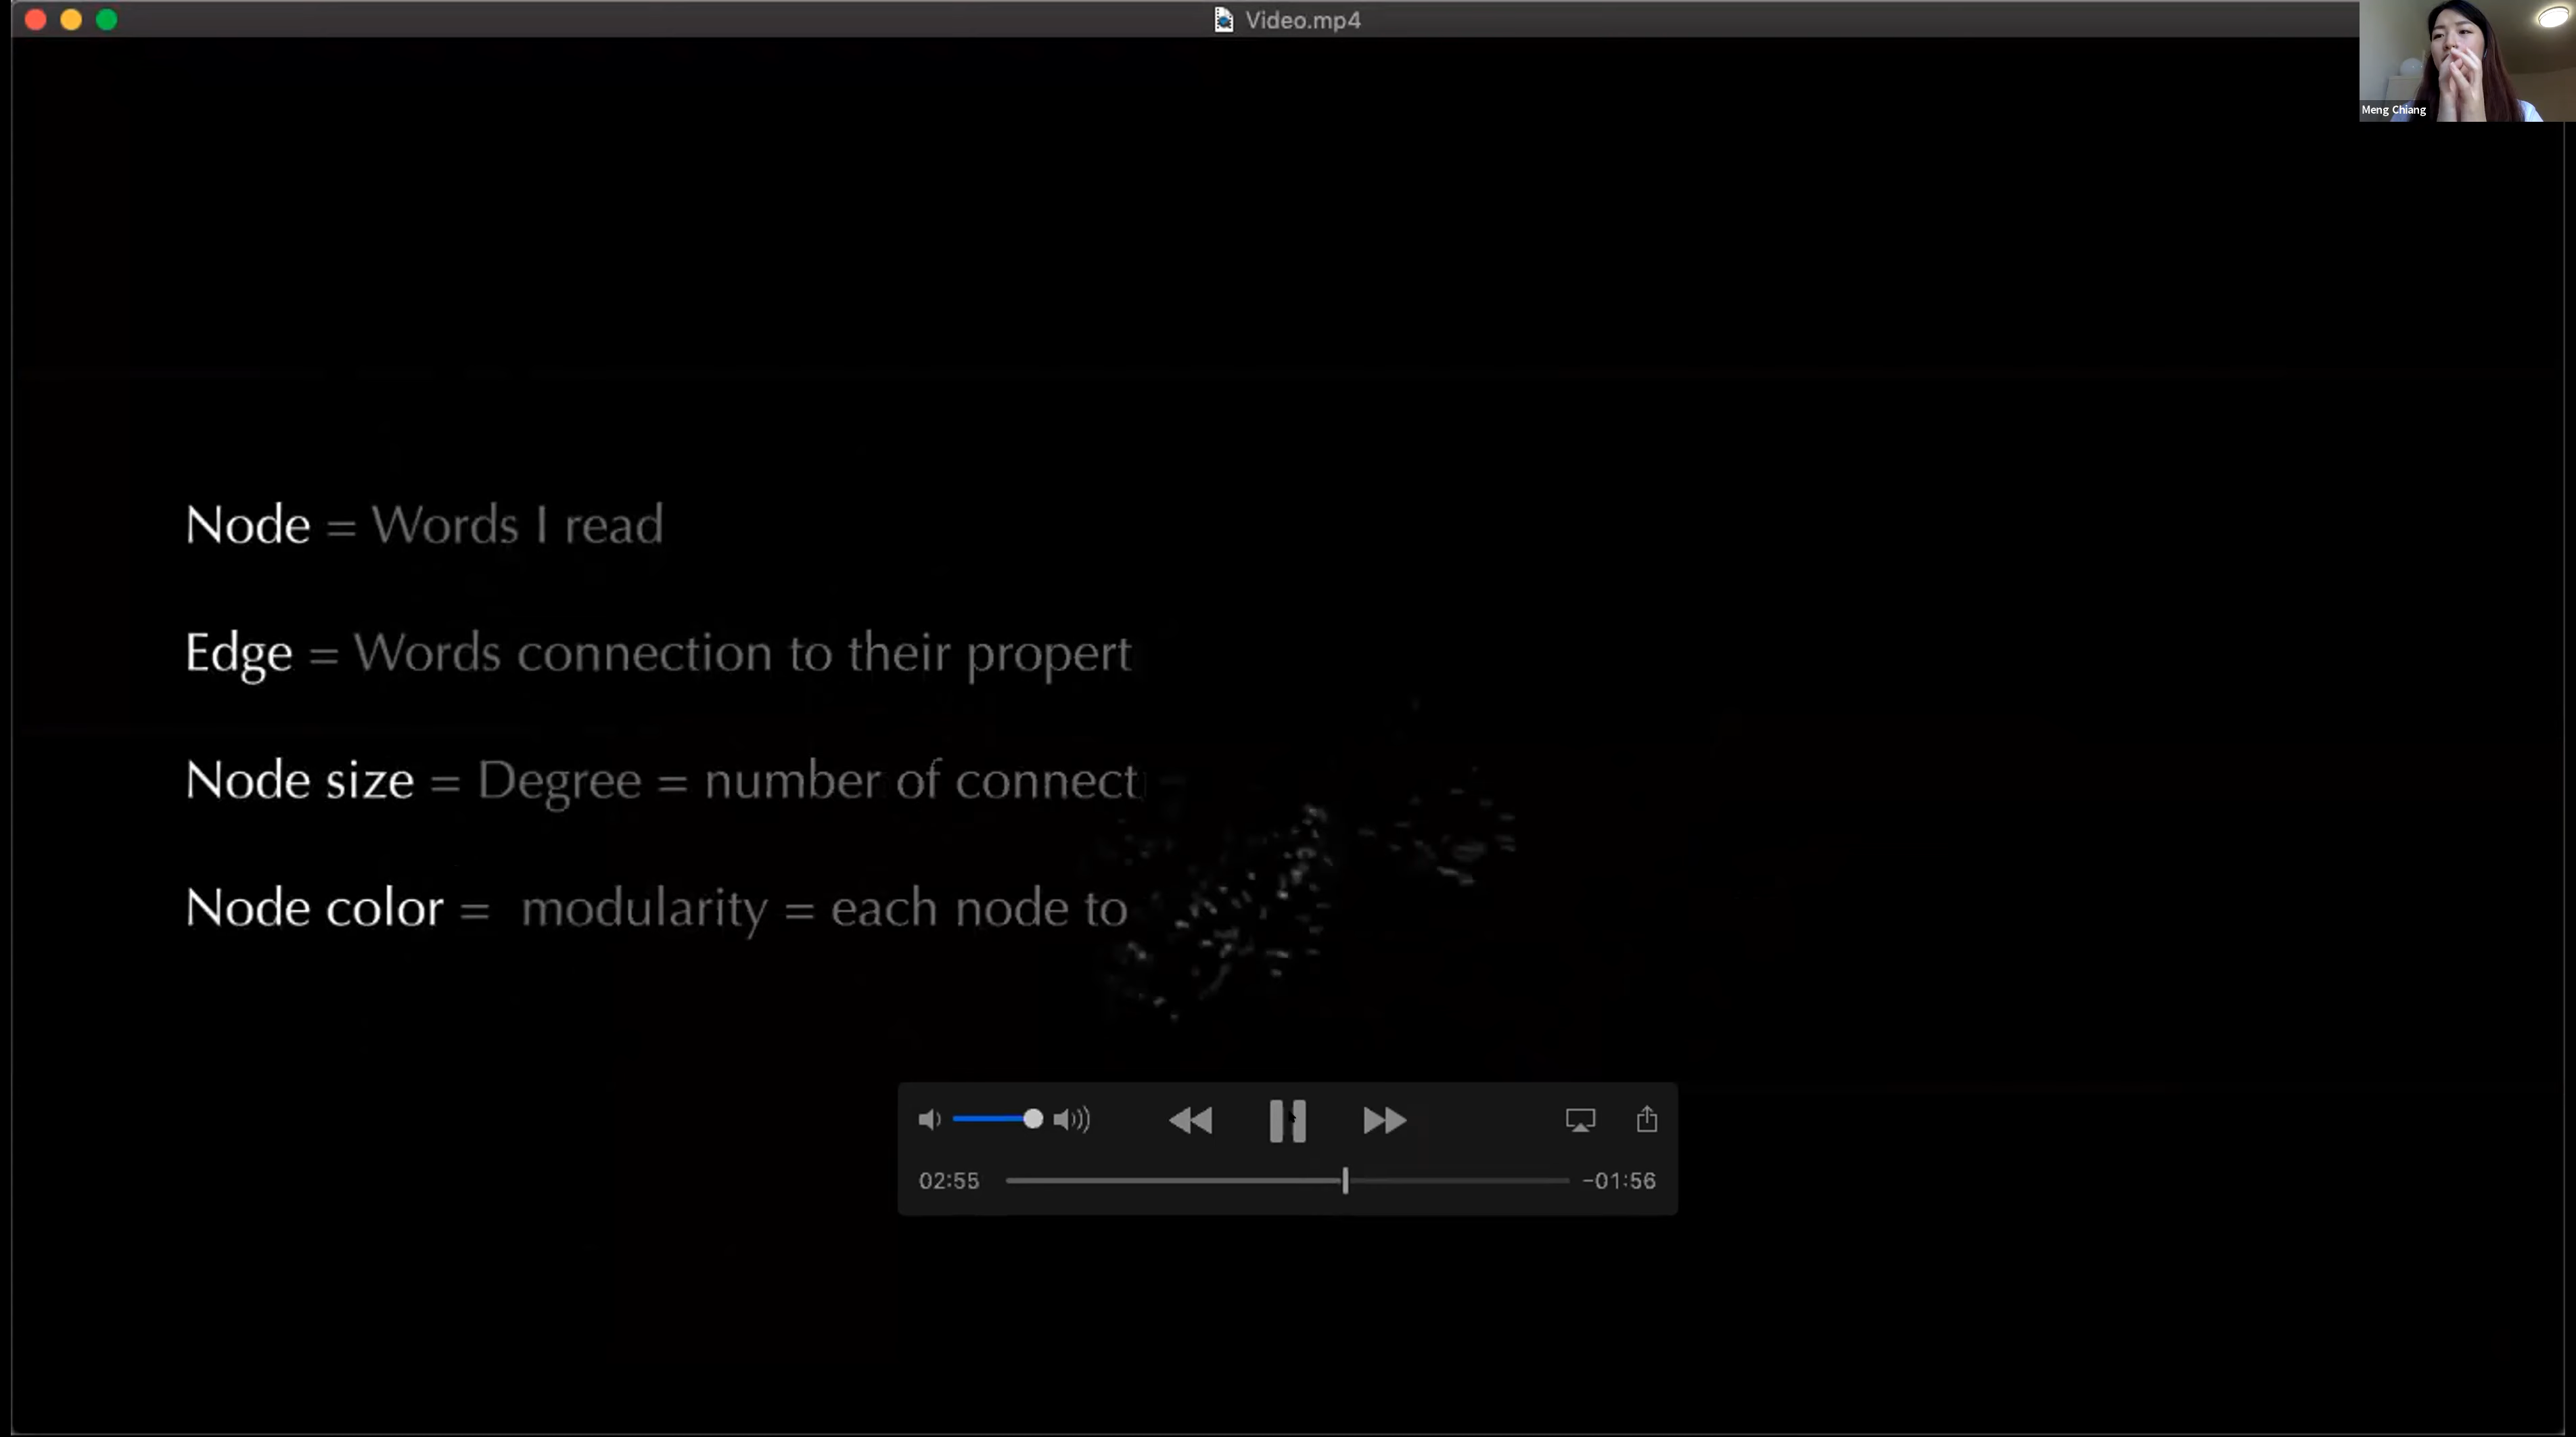 Video.mp4
Meng Chiang
Node = Words I read
Edge = Words connection to their propert
Node size = Degree = number of connect
Node color = modularity = each node to
02:55
-01:56